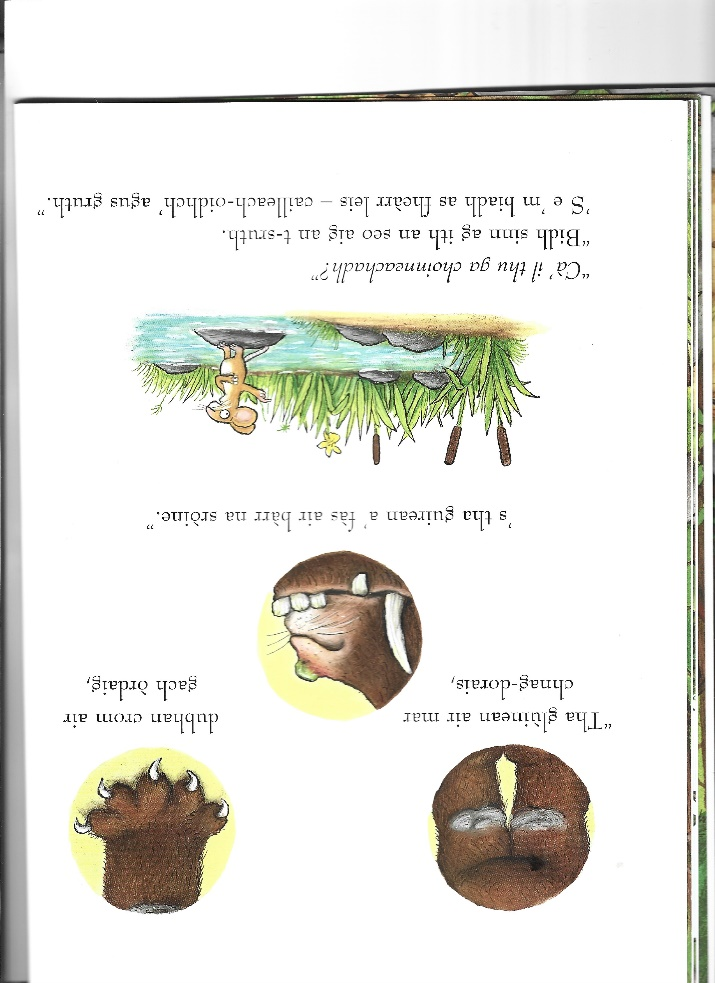 “Tha glùinean air mar
chnag-dorais,
dubhan crom air
gach òrdaig,
’s tha guirean a’ fàs air bàrr na sròine.”
“Cà’ il thu ga choinneachadh?”
“Bidh sinn ag ith an seo aig an t-sruth.
’S e ’m biadh as fheàrr leis – cailleach-oidhch’ agus gruth.”